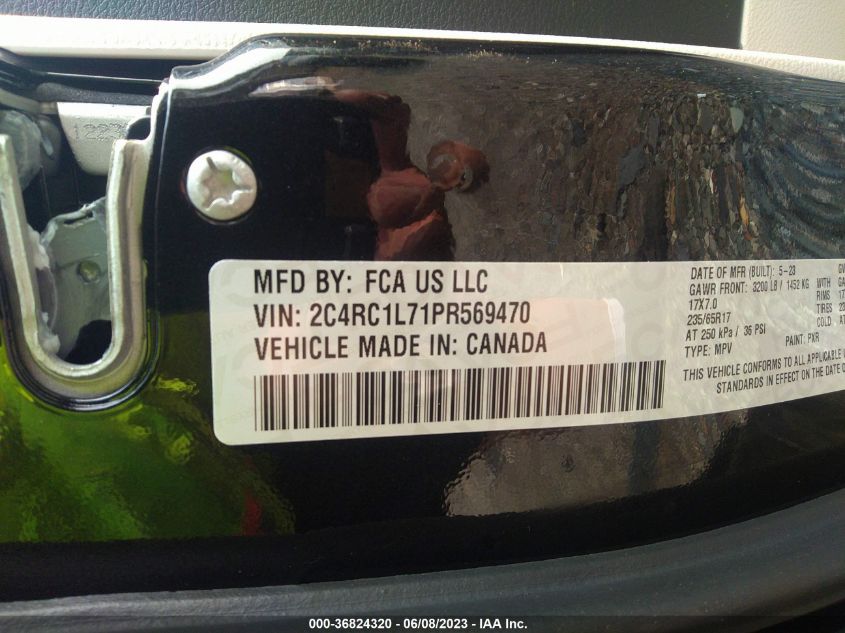 MFD BY: FCA US LLC
VIN: 2C4RC1L71PR569470
VEHICLE MADE IN: CANADA
DATE OF MFR (BUILT): 5-23
GAWR FRONT: 3200 LB / 1452 KG
17X7.0
235/65R17
AT 250 kPa / 36 PSI
TYPE: MPV
PAINT: PXR
WITH
RIMS
TIRES
COLD
THIS VEHICLE CONFORMS TO ALL APPLICABLE
STANDARDS IN EFFECT ON THE DATE
000-36824320 - 06/08/2023 - IAA Inc.